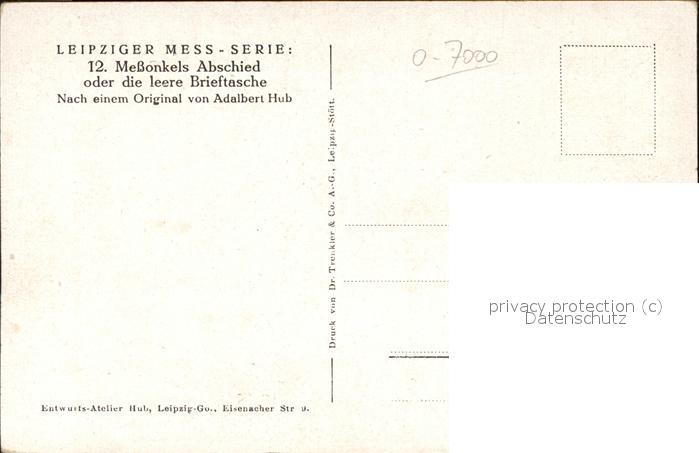 LEIPZIGER MESS-SERIE:
12. Meßonkels Abschied
oder die leere Brieftasche
Nach einem Original von Adalbert Hub
Druck von Dr. Trenkler & Co. A.-G., Leipzig-Stött.
0-7000
privacy protection (c)
Datenschutz
Entwurfs-Atelier Hub, Leipzig-Go., Eisenacher Str 9.